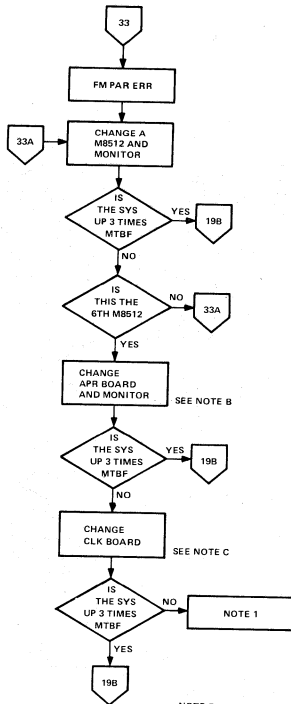 33
FM PAR ERR
33A
CHANGE A
M8512 AND
MONITOR
IS
THE SYS
UP 3 TIMES
MTBF
YES
19B
NO
IS
THIS THE
6TH M8512
NO
33A
YES
CHANGE
APR BOARD
AND MONITOR
SEE NOTE B
IS
THE SYS
UP 3 TIMES
MTBF
YES
19B
NO
CHANGE
CLK BOARD
SEE NOTE C
IS
THE SYS
UP 3 TIMES
MTBF
NO
NOTE 1
YES
19B